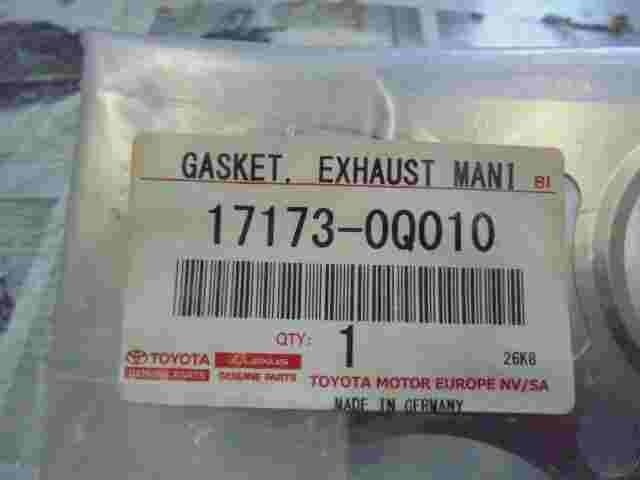 GASKET, EXHAUST MANI BI
17173-0Q010
QTY: 1
26K8
TOYOTA LEXUS
GENUINE PARTS GENUINE PARTS
TOYOTA MOTOR EUROPE NV/SA
MADE IN GERMANY